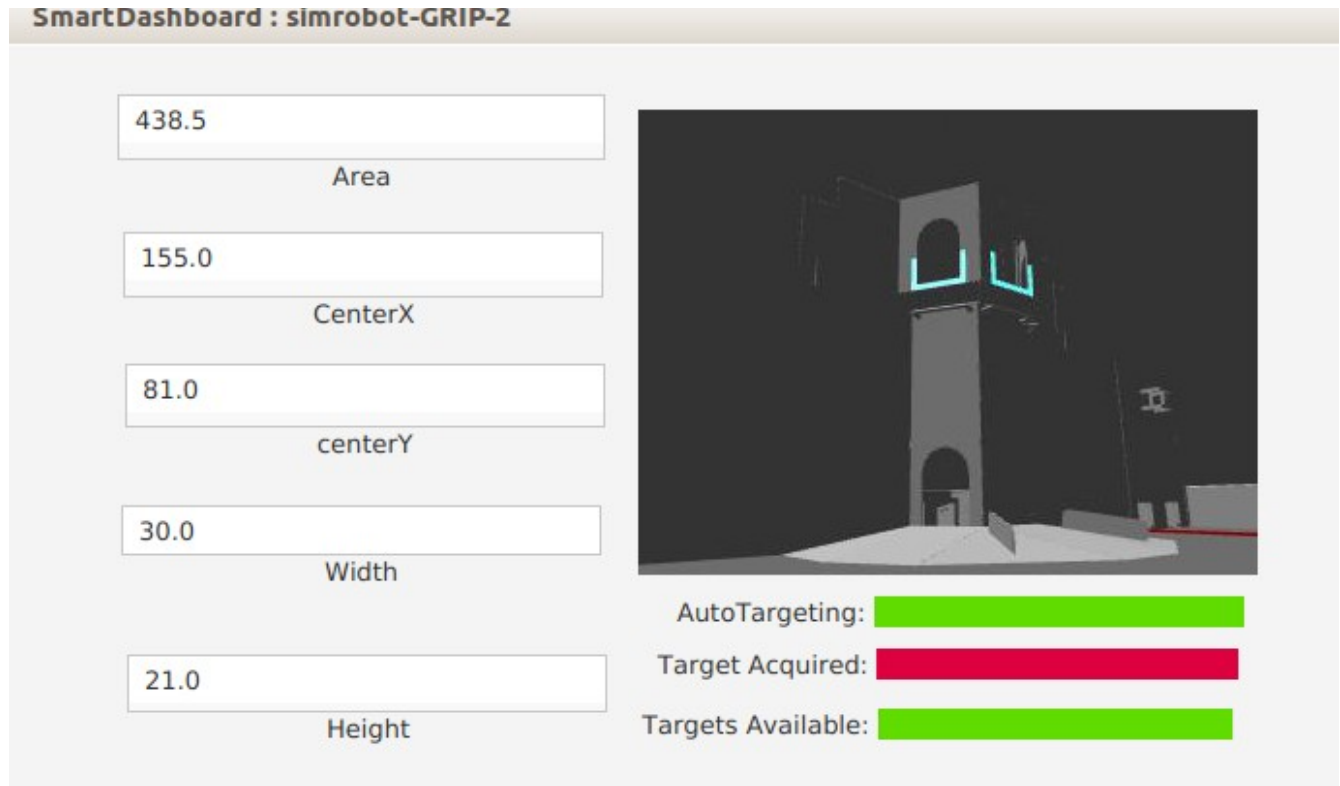 SmartDashboard : simrobot-GRIP-2
438.5
Area
155.0
CenterX
81.0
centerY
30.0
Width
21.0
Height
AutoTargeting:
Target Acquired:
Targets Available: